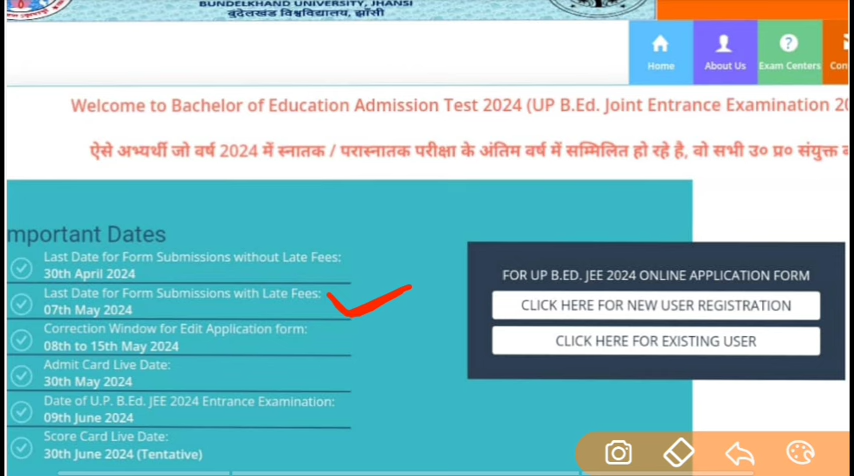 BUNDELKHAND UNIVERSITY, JHANSI
बुंदेलखंड विश्वविद्यालय, झाँसी
Home
About Us
Exam Centers
Welcome to Bachelor of Education Admission Test 2024 (UP B.Ed. Joint Entrance Examination
ऐसे अभ्यर्थी जो वर्ष 2024 में स्नातक / परास्नातक परीक्षा के अंतिम वर्ष में सम्मिलित हो रहे है, वो सभी उ० प्र० संयुक्त
mportant Dates
Last Date for Form Submissions without Late Fees:
30th April 2024
Last Date for Form Submissions with Late Fees:
07th May 2024
Correction Window for Edit Application form:
08th to 15th May 2024
Admit Card Live Date:
30th May 2024
Date of U.P. B.Ed. JEE 2024 Entrance Examination:
09th June 2024
Score Card Live Date:
30th June 2024 (Tentative)
FOR UP B.ED. JEE 2024 ONLINE APPLICATION FORM
CLICK HERE FOR NEW USER REGISTRATION
CLICK HERE FOR EXISTING USER